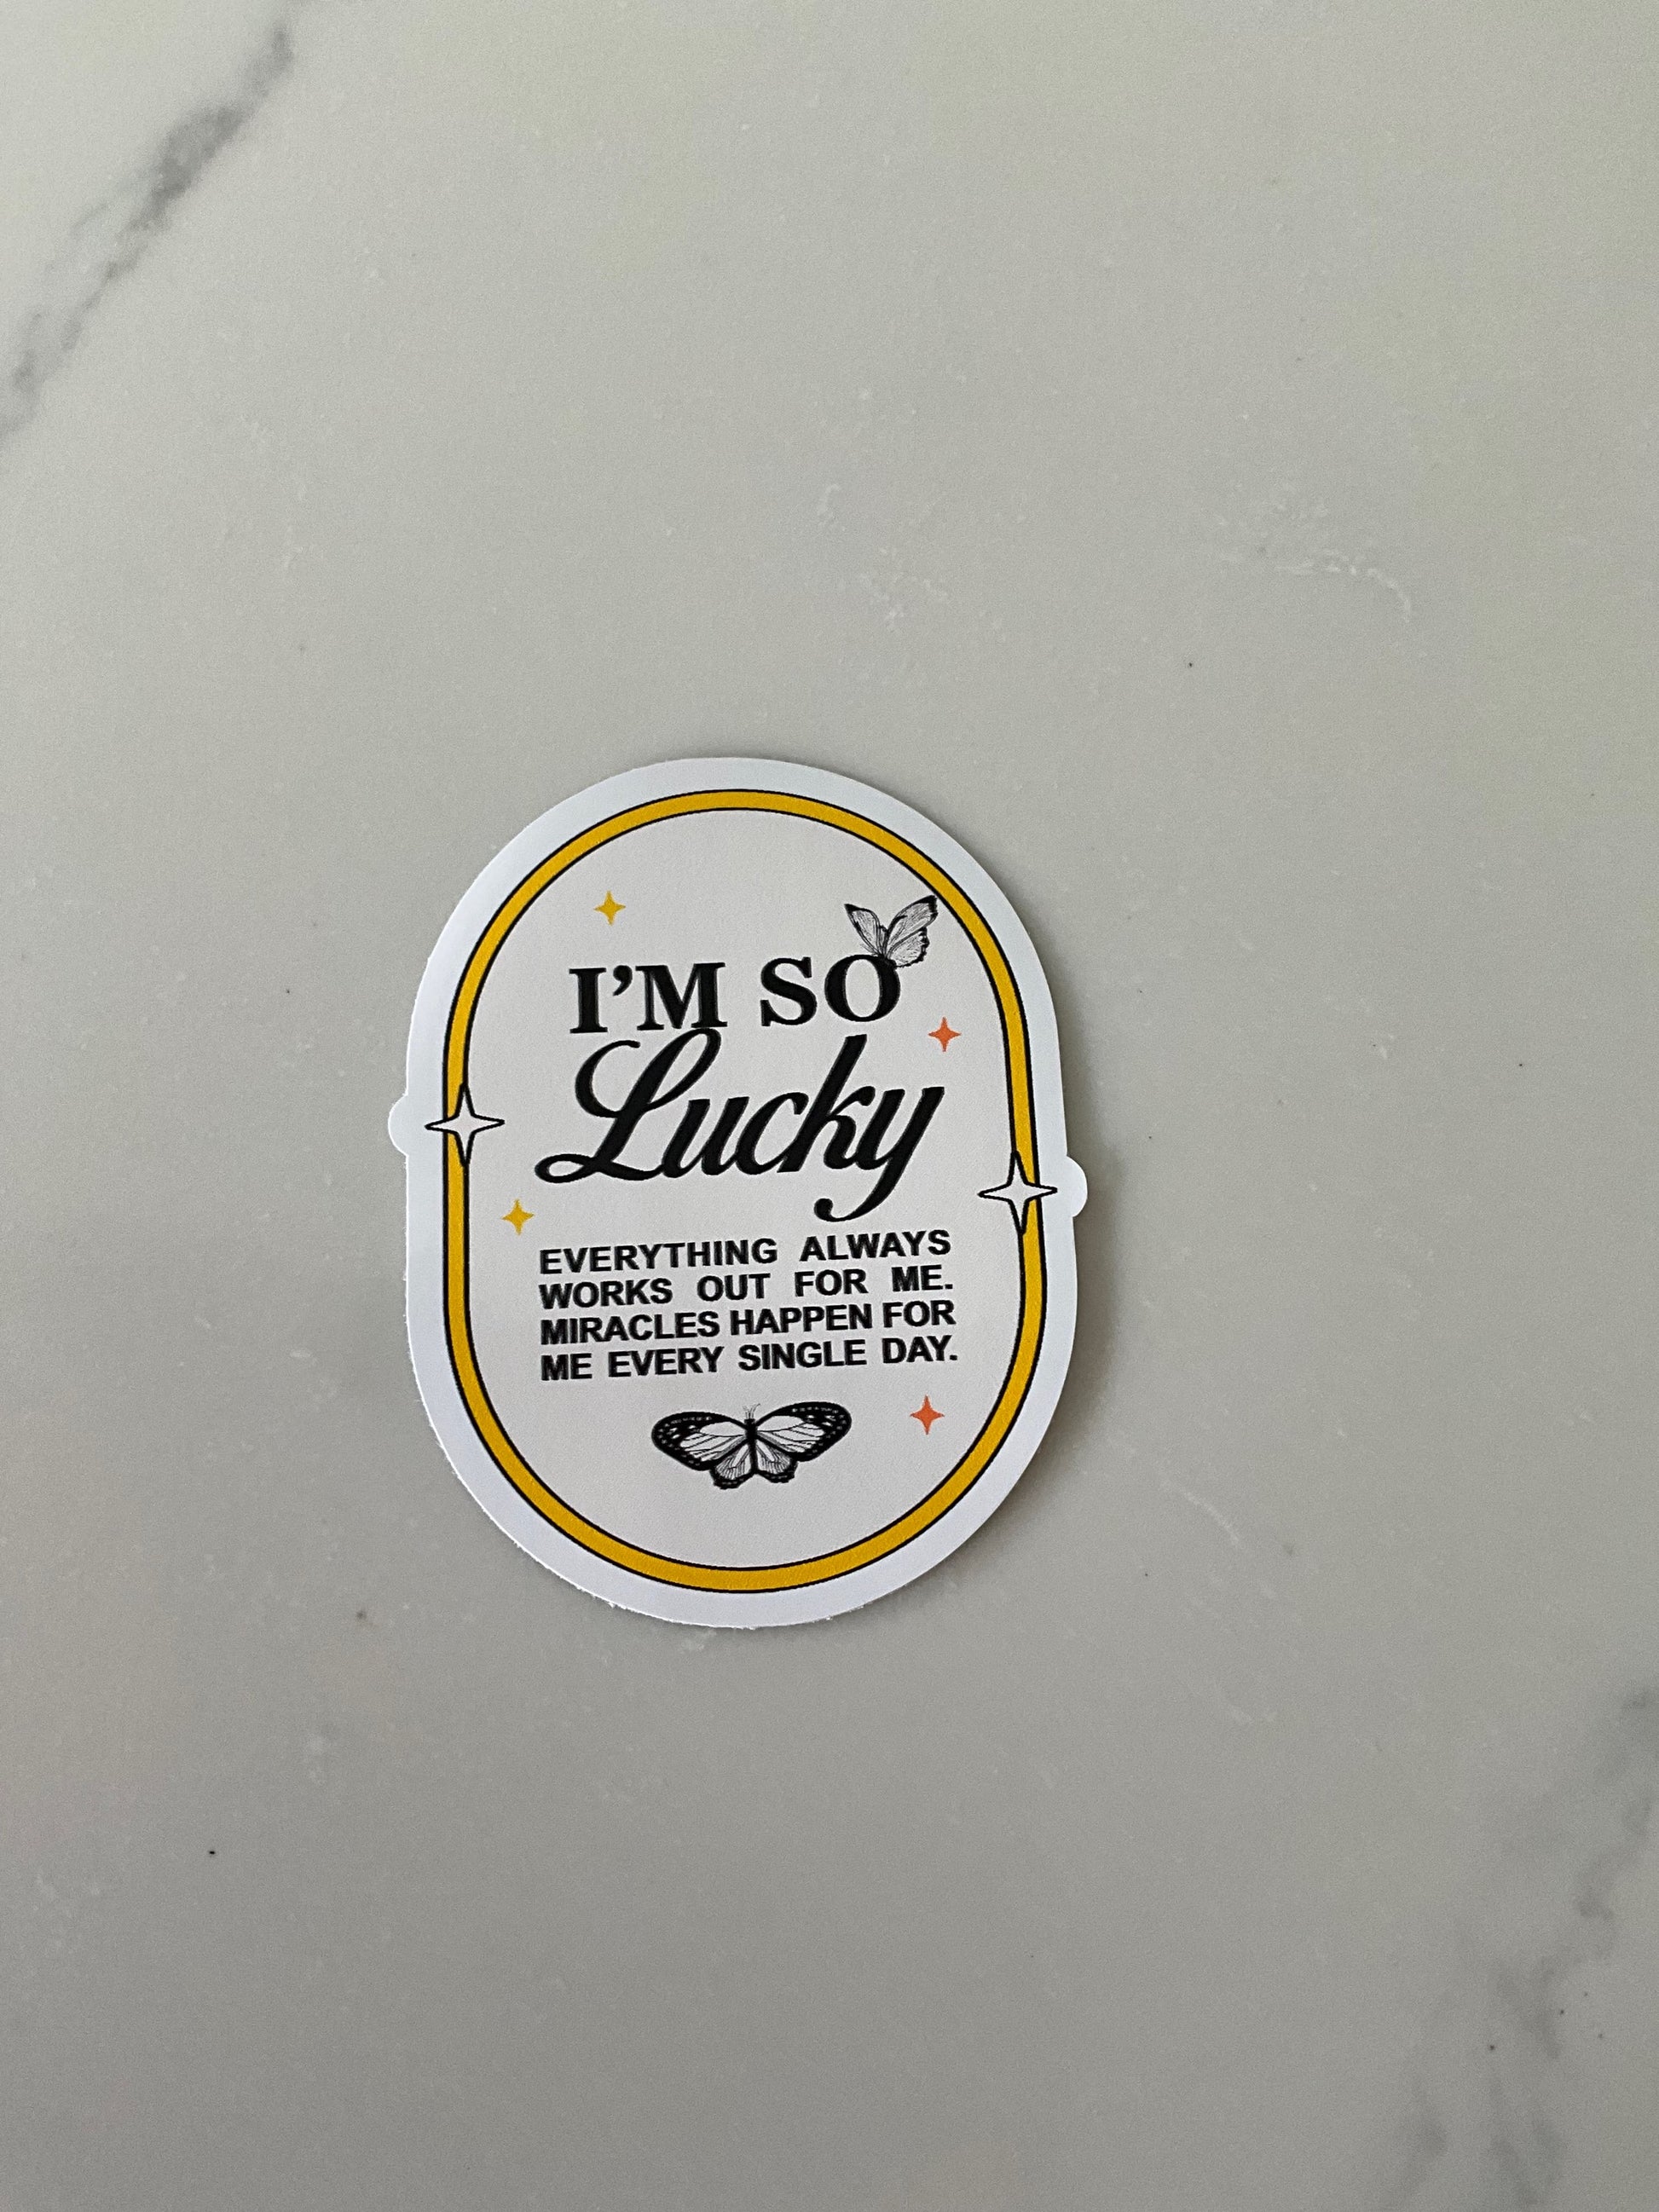 I'M SO
Lucky
EVERYTHING ALWAYS
WORKS OUT FOR ME.
MIRACLES HAPPEN FOR
ME EVERY SINGLE DAY.